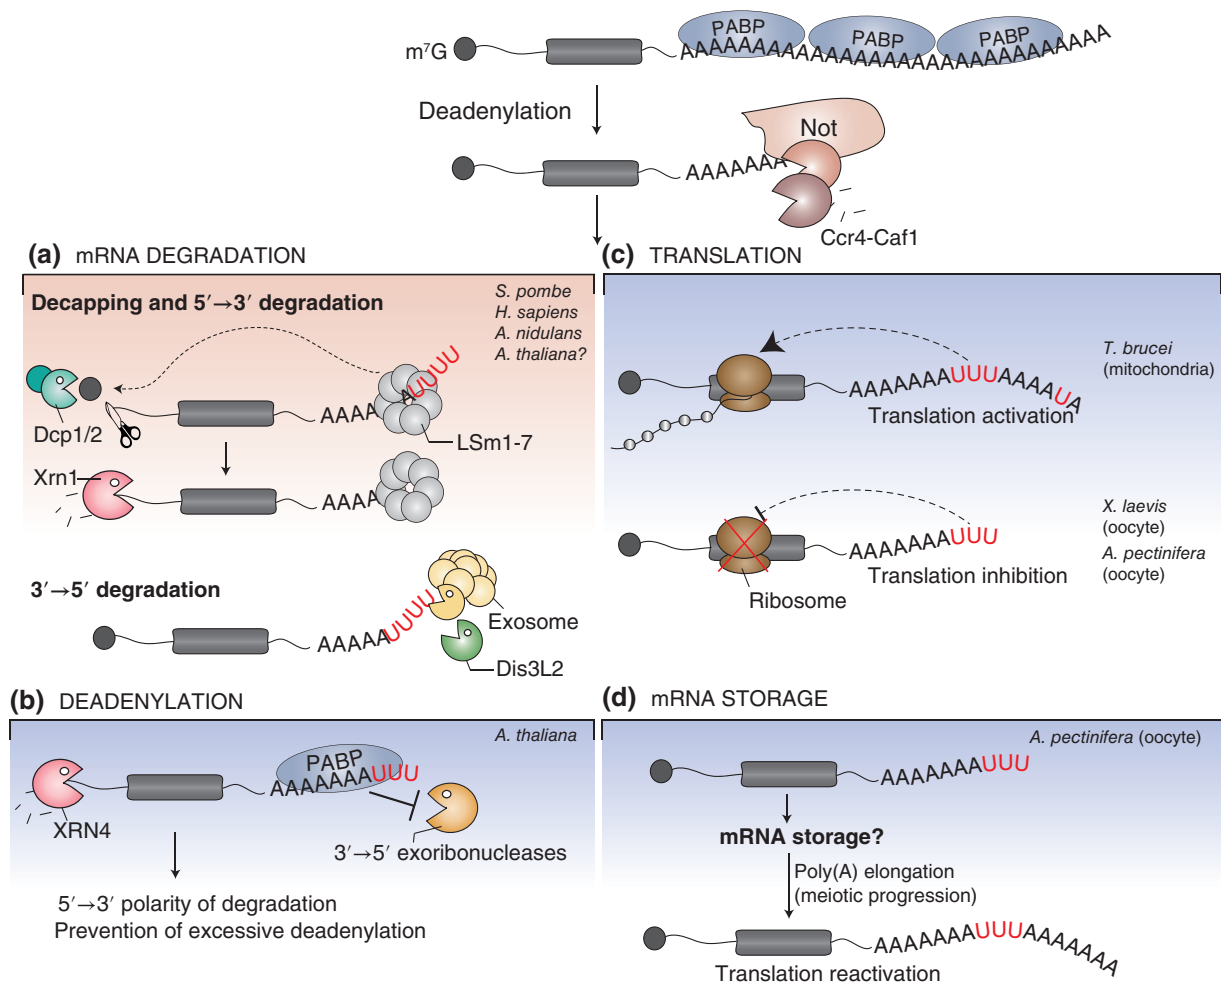 PABP
PABP
PABP
m⁷G
AAAAAAAAAAAAAAAAAAAAAAAAAAAAAAAAA
Deadenylation
Not
AAAAAAA
Ccr4-Caf1
(a) mRNA DEGRADATION
Decapping and 5′→3′ degradation
S. pombe
H. sapiens
A. nidulans
A. thaliana?
AAAA AUUUU
Dcp1/2
LSm1-7
Xrn1
AAAA
3′→5′ degradation
AAAAAUUUU
Exosome
Dis3L2
(b) DEADENYLATION
A. thaliana
PABP
AAAAAAAUUU
XRN4
3′→5′ exoribonucleases
5′→3′ polarity of degradation
Prevention of excessive deadenylation
(c) TRANSLATION
T. brucei
(mitochondria)
AAAAAAAUUUAAAAUA
Translation activation
X. laevis
(oocyte)
A. pectinifera
(oocyte)
AAAAAAAUUU
Translation inhibition
Ribosome
(d) mRNA STORAGE
A. pectinifera (oocyte)
AAAAAAAUUU
mRNA storage?
Poly(A) elongation
(meiotic progression)
AAAAAAAUUUAAAAAAA
Translation reactivation